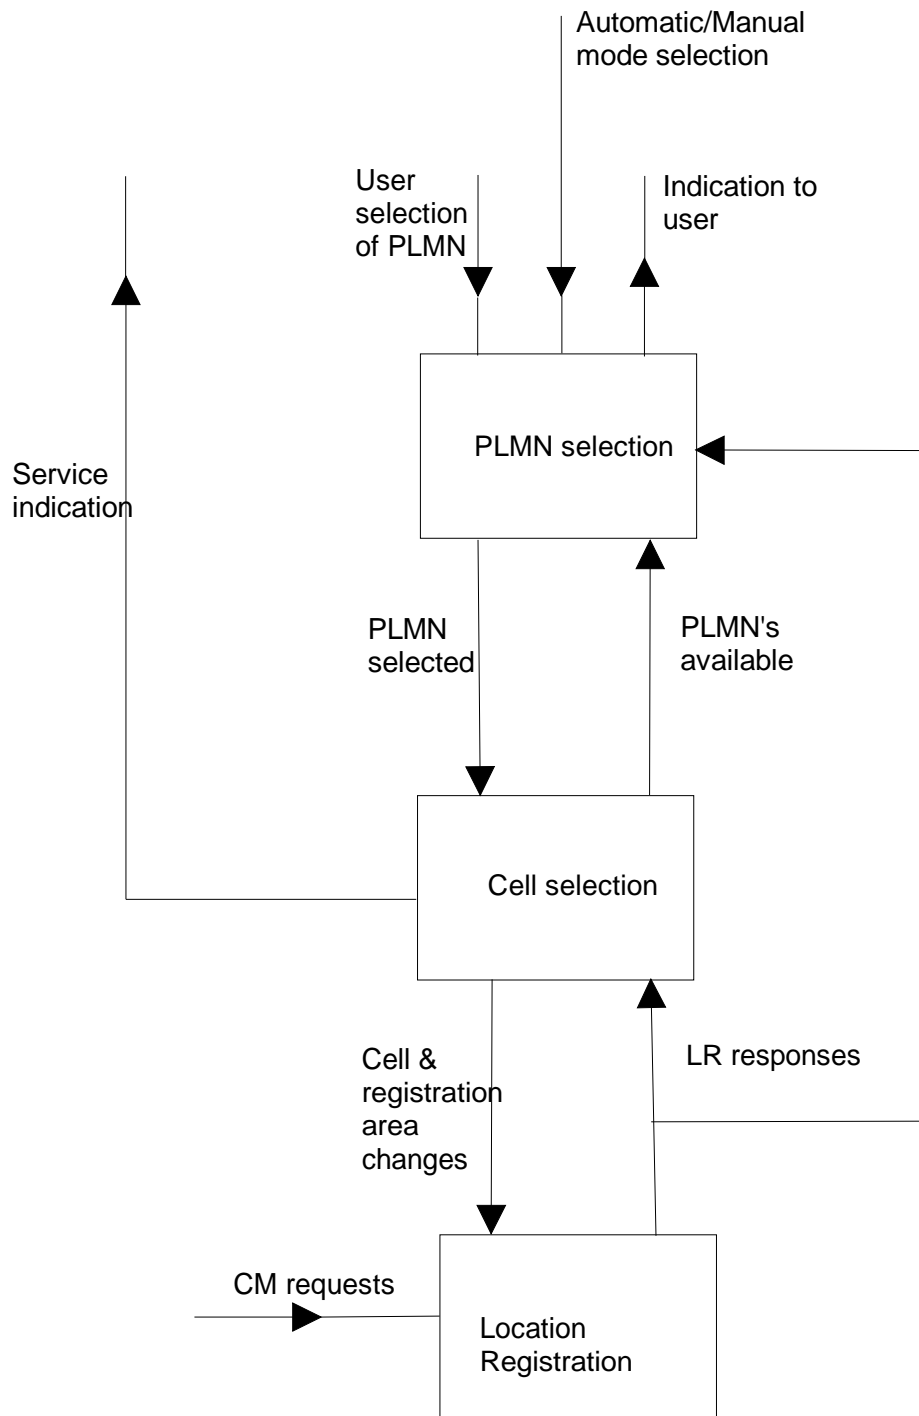 Automatic/Manual
mode selection
User
selection
of PLMN
Indication to
user
PLMN selection
Service
indication
PLMN
selected
PLMN's
available
Cell selection
Cell &
registration
area
changes
LR responses
CM requests
Location
Registration